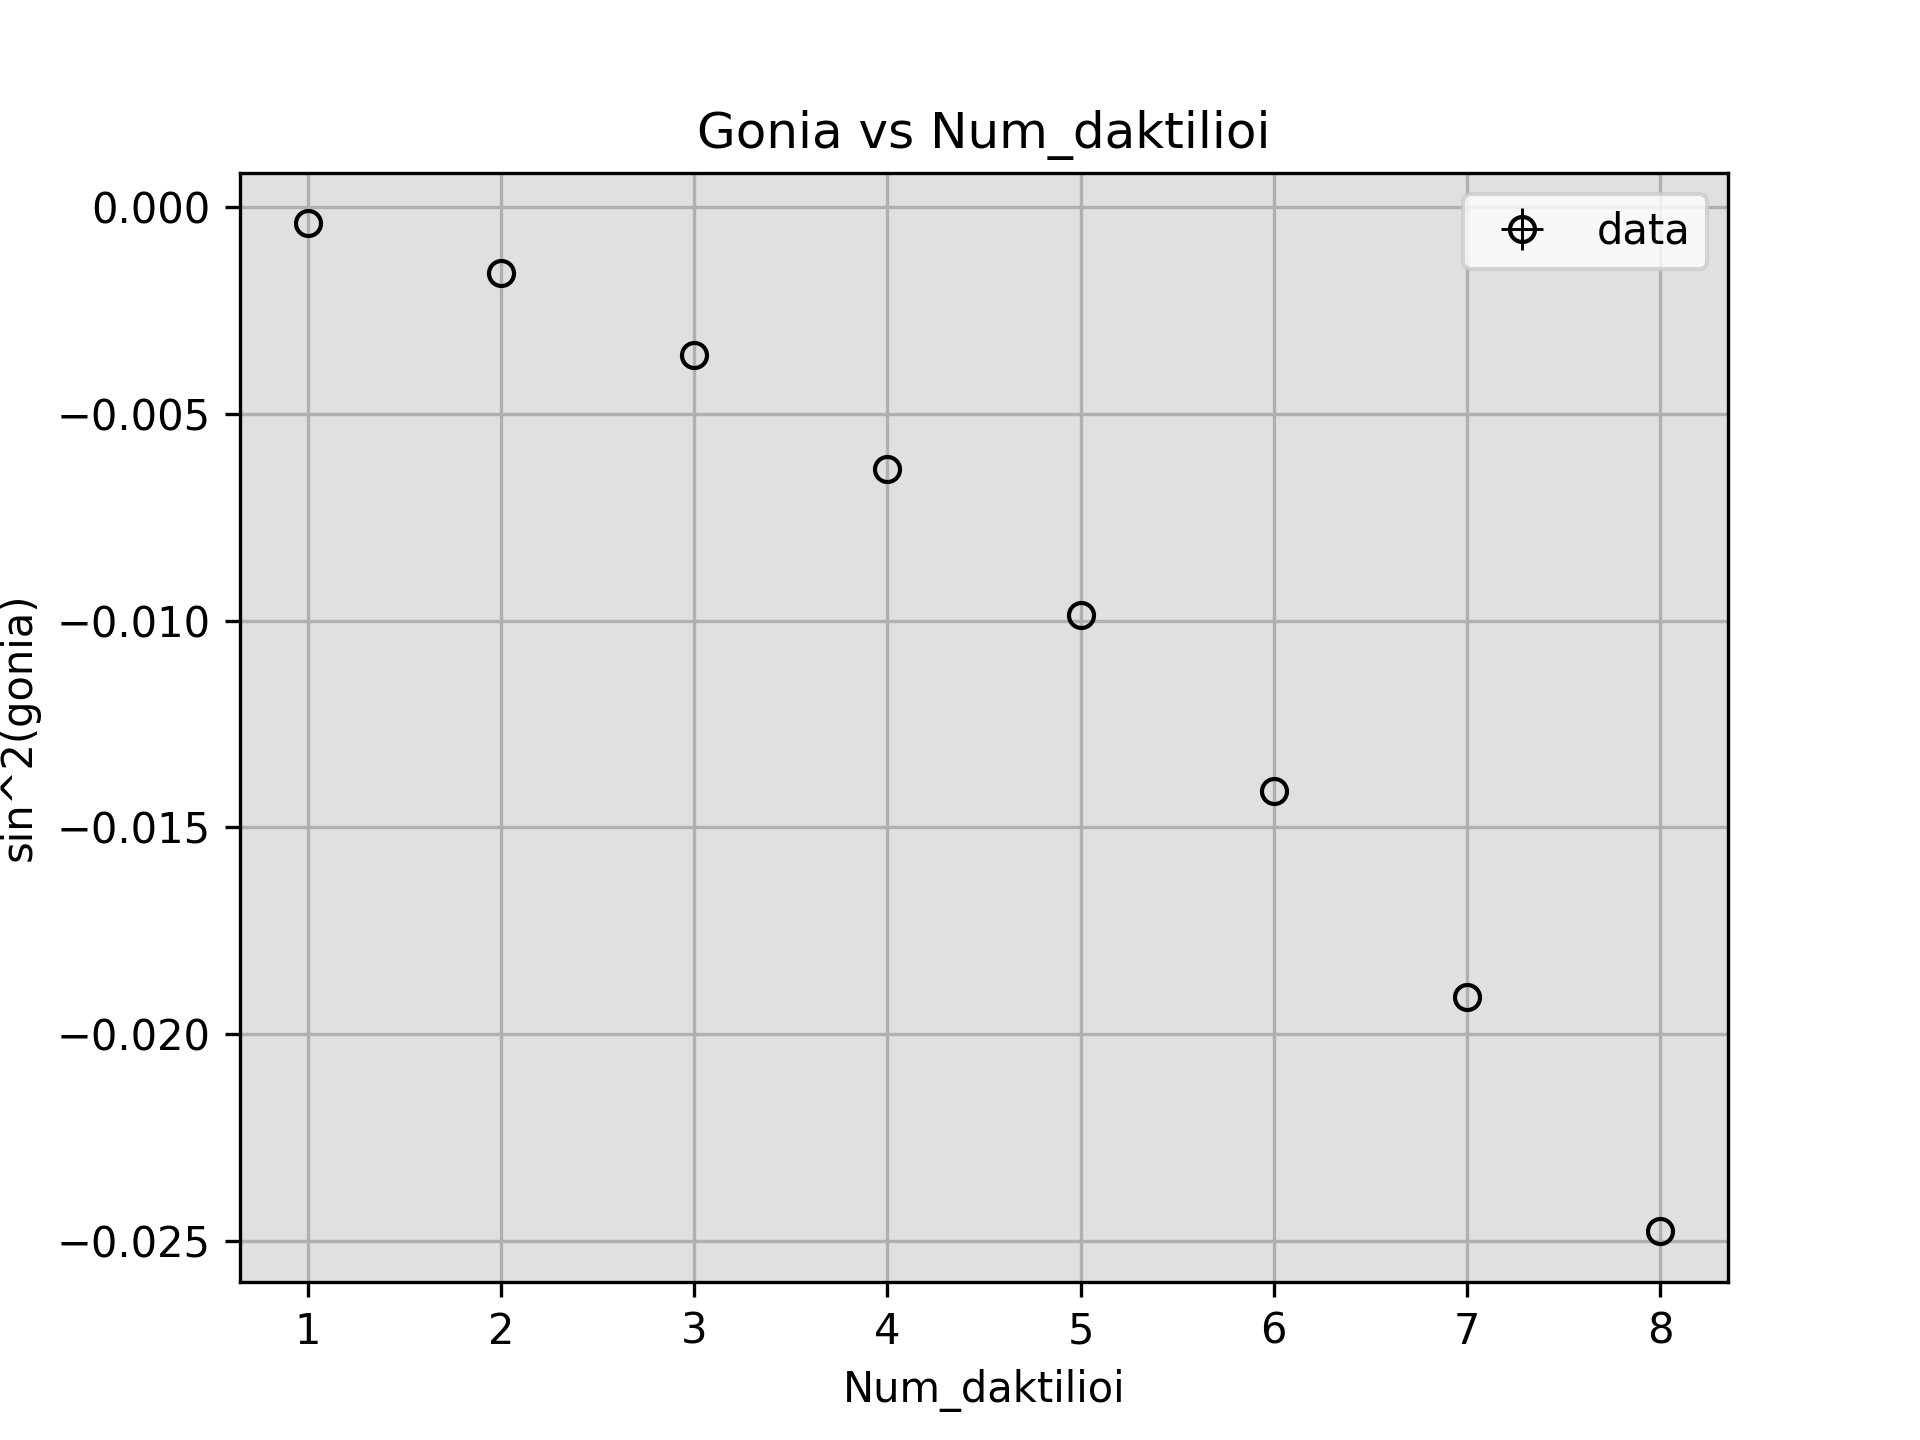 Gonia vs Num_daktilioi
data
0.000
−0.005
−0.010
−0.015
−0.020
−0.025
sin^2(gonia)
1 2 3 4 5 6 7 8
Num_daktilioi